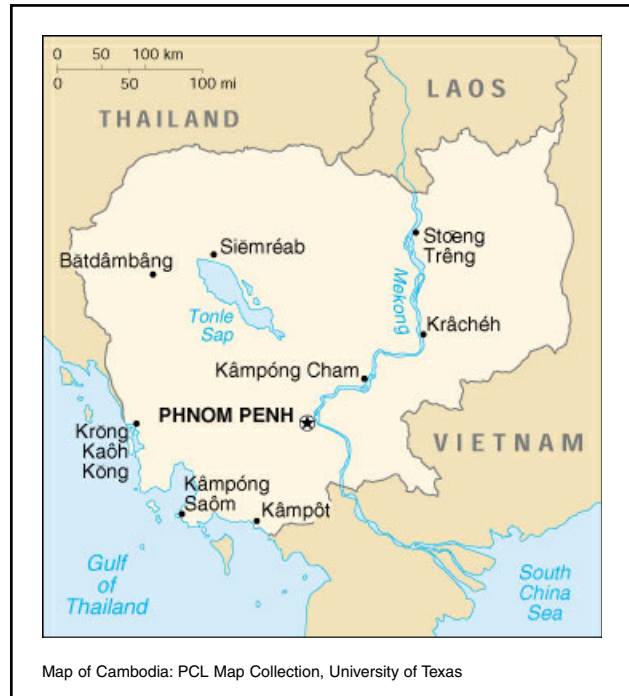 0 50 100 km
0 50 100 mi
LAOS
THAILAND
Stœng
Trêng
Siĕmréab
Bătdâmbâng
Mekong
Tonle
Sap
Krâchéh
Kâmpóng Cham
PHNOM PENH
Krŏng
Kaôh
Kŏng
VIETNAM
Kâmpóng
Saôm
Kâmpôt
Gulf
of
Thailand
South
China
Sea
Map of Cambodia: PCL Map Collection, University of Texas